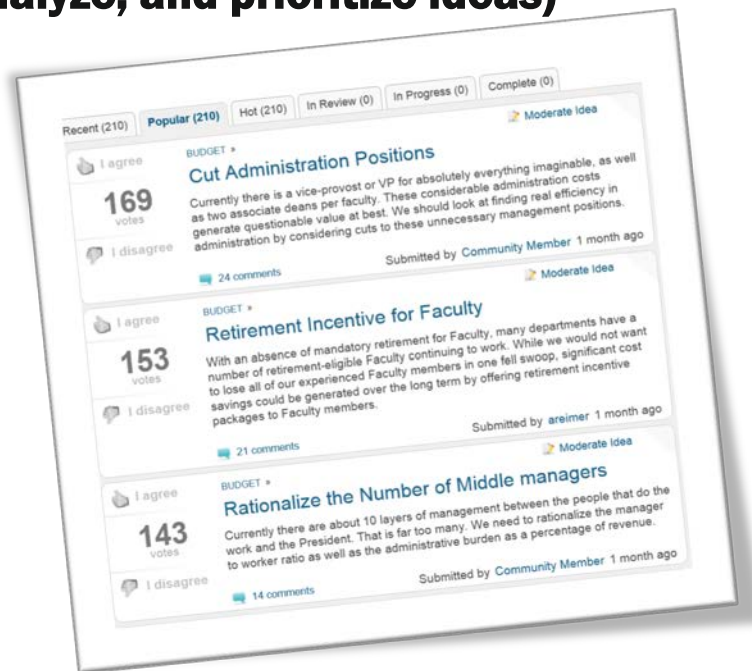 alyze, and prioritize ideas)
Recent (210) Popular (210) Hot (210) In Review (0) In Progress (0) Complete (0)
I agree
169
votes
I disagree
BUDGET »
Moderate Idea
Cut Administration Positions
Currently there is a vice-provost or VP for absolutely everything imaginable, as well
as two associate deans per faculty. These considerable administration costs
generate questionable value at best. We should look at finding real efficiency in
administration by considering cuts to these unnecessary management positions.
24 comments
Submitted by Community Member 1 month ago
I agree
153
votes
I disagree
BUDGET »
Moderate Idea
Retirement Incentive for Faculty
With an absence of mandatory retirement for Faculty, many departments have a
number of retirement-eligible Faculty continuing to work. While we would not want
to lose all of our experienced Faculty members in one fell swoop, significant cost
savings could be generated over the long term by offering retirement incentive
packages to Faculty members.
21 comments
Submitted by areimer 1 month ago
I agree
143
votes
I disagree
BUDGET »
Moderate Idea
Rationalize the Number of Middle managers
Currently there are about 10 layers of management between the people that do the
work and the President. That is far too many. We need to rationalize the manager
to worker ratio as well as the administrative burden as a percentage of revenue.
14 comments
Submitted by Community Member 1 month ago